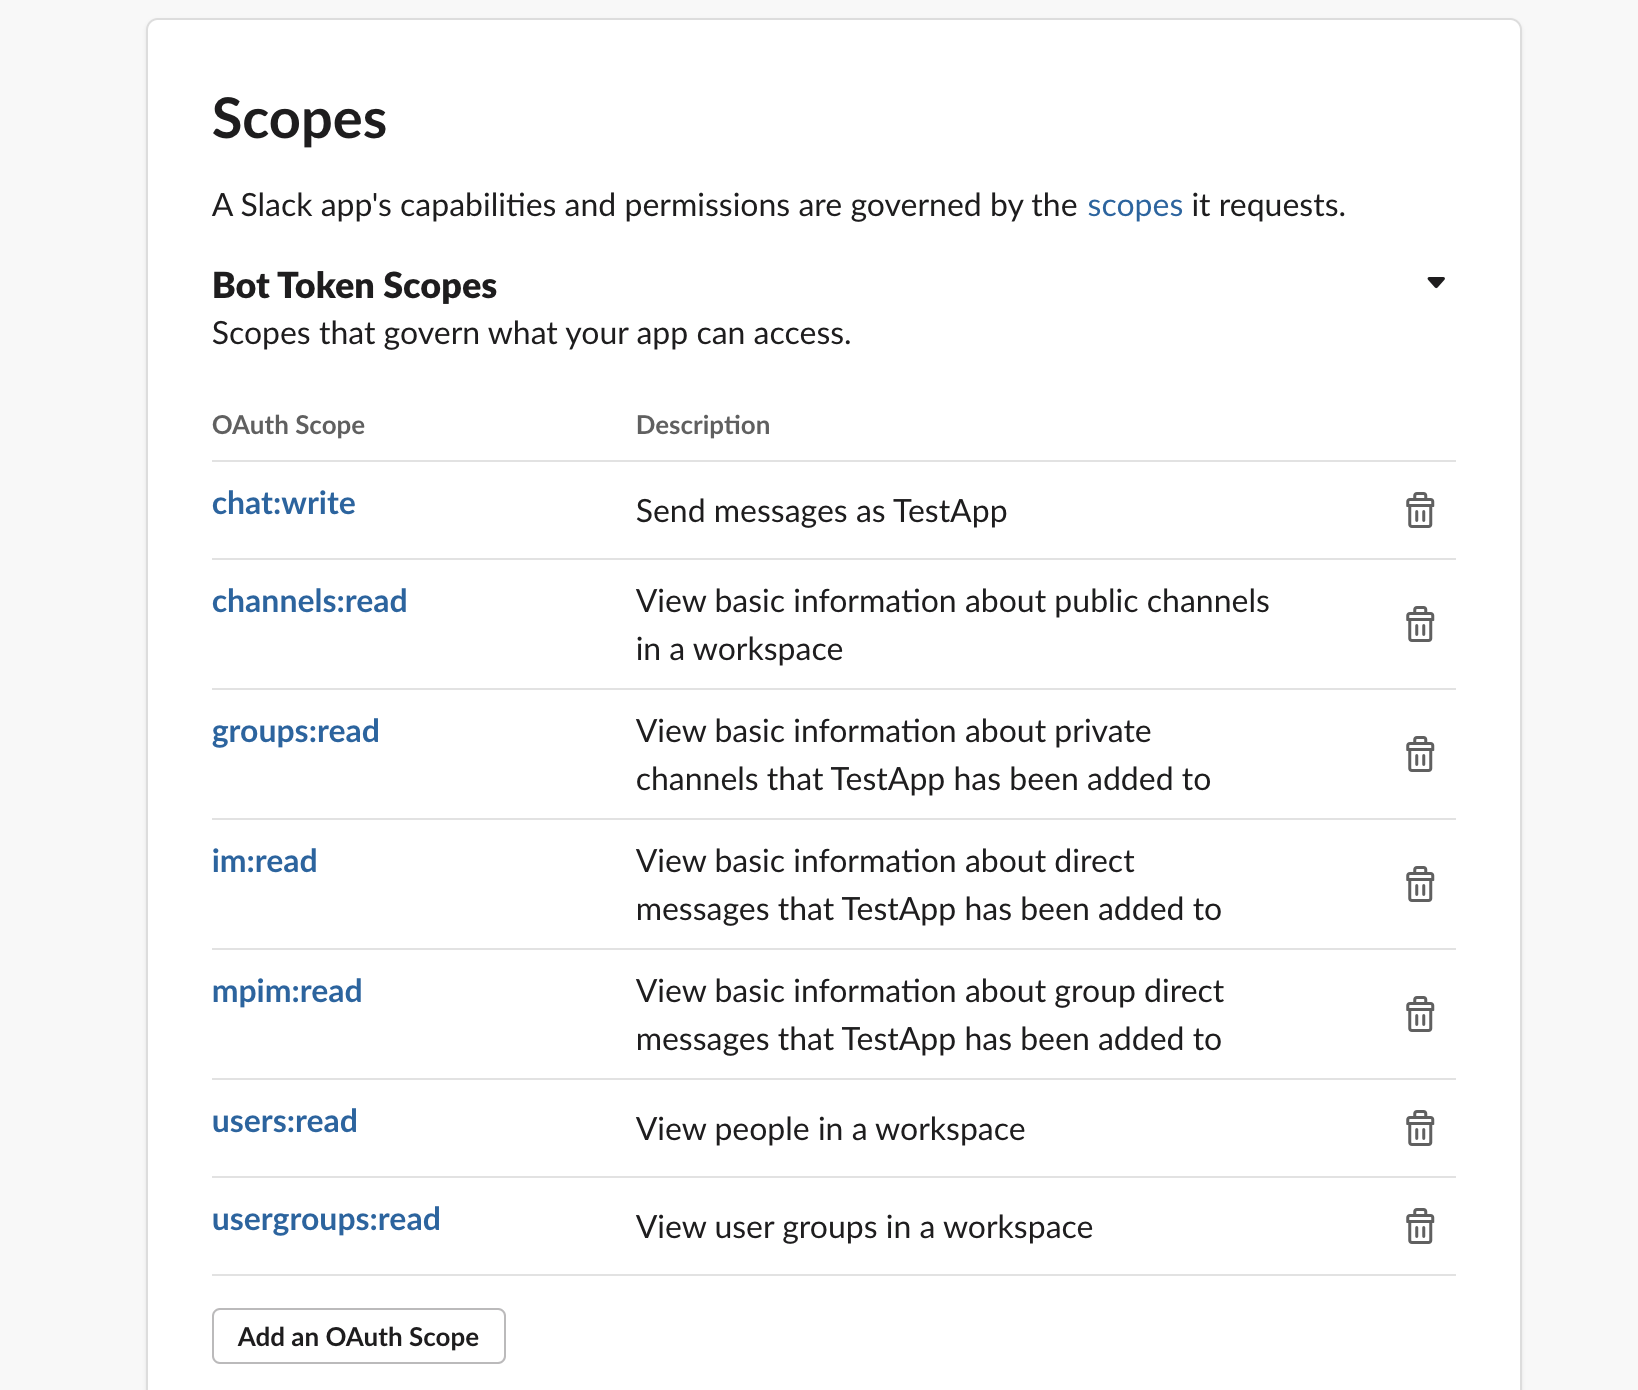 Scopes
A Slack app's capabilities and permissions are governed by the scopes it requests.
Bot Token Scopes
Scopes that govern what your app can access.
OAuth Scope Description
chat:write Send messages as TestApp
channels:read View basic information about public channels
in a workspace
groups:read View basic information about private
channels that TestApp has been added to
im:read View basic information about direct
messages that TestApp has been added to
mpim:read View basic information about group direct
messages that TestApp has been added to
users:read View people in a workspace
usergroups:read View user groups in a workspace
Add an OAuth Scope